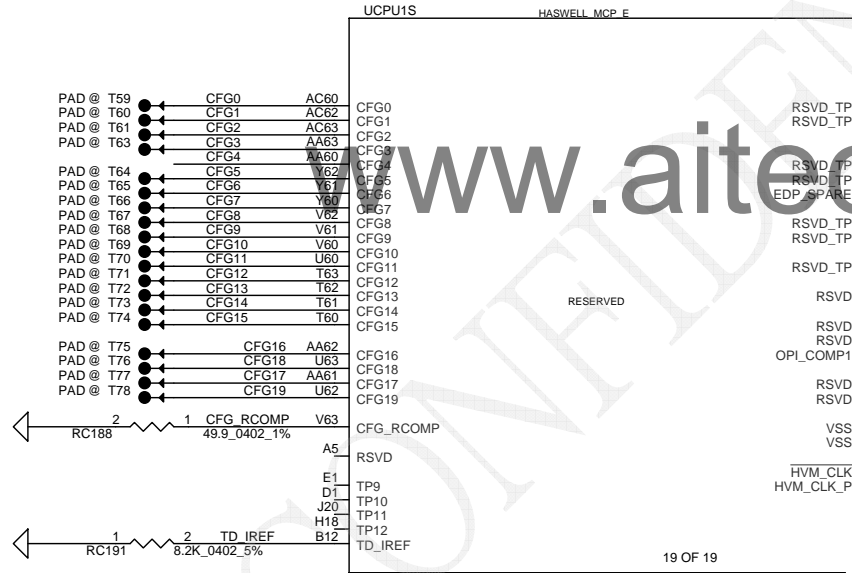 UCPU1S HASWELL_MCP_E
PAD @ T59 CFG0 AC60 CFG0 RSVD_TP
PAD @ T60 CFG1 AC62 CFG1 RSVD_TP
PAD @ T61 CFG2 AC63 CFG2
PAD @ T63 CFG3 AA63 CFG3
CFG4 AA60 CFG4 RSVD_TP
PAD @ T64 CFG5 Y62 CFG5 RSVD_TP
PAD @ T65 CFG6 Y61 CFG6 EDP_SPARE
PAD @ T66 CFG7 Y60 CFG7
PAD @ T67 CFG8 V62 CFG8 RSVD_TP
PAD @ T68 CFG9 V61 CFG9 RSVD_TP
PAD @ T69 CFG10 V60 CFG10
PAD @ T70 CFG11 U60 CFG11 RSVD_TP
PAD @ T71 CFG12 T63 CFG12
PAD @ T72 CFG13 T62 CFG13 RESERVED RSVD
PAD @ T73 CFG14 T61 CFG14
PAD @ T74 CFG15 T60 CFG15 RSVD
RSVD
PAD @ T75 CFG16 AA62 CFG16 OPI_COMP1
PAD @ T76 CFG18 U63 CFG18
PAD @ T77 CFG17 AA61 CFG17 RSVD
PAD @ T78 CFG19 U62 CFG19 RSVD
2 1 CFG_RCOMP V63 CFG_RCOMP VSS
RC188 49.9_0402_1% VSS
A5 RSVD
HVM_CLK
E1 TP9 HVM_CLK_P
D1 TP10
J20 TP11
H18 TP12
1 2 TD_IREF B12 TD_IREF
RC191 8.2K_0402_5%
19 OF 19
www.aitec
CONFIDEN